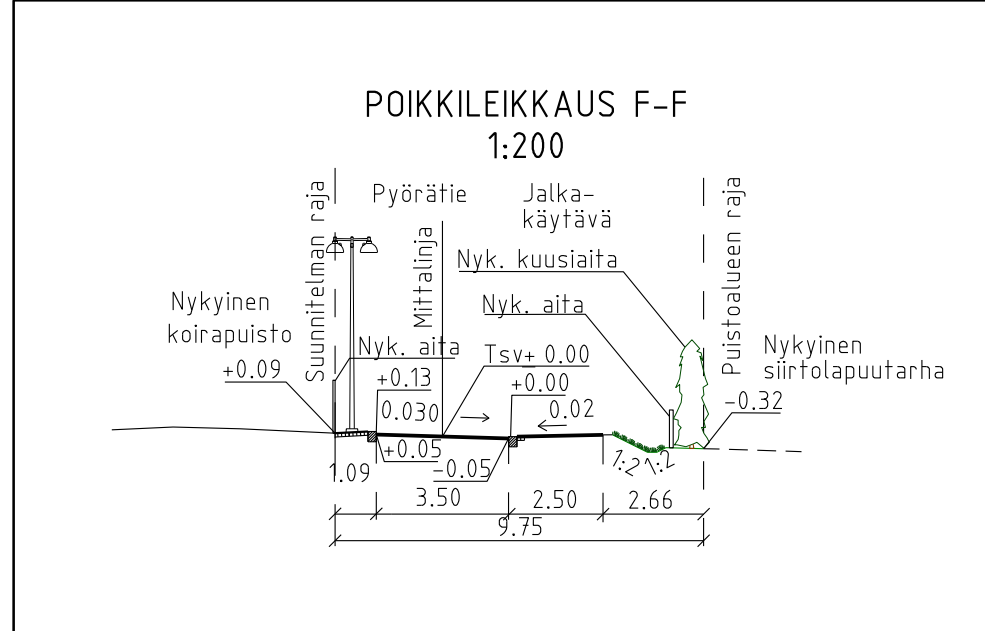 POIKKILEIKKAUS F-F
1:200
Suunnitelman raja
Pyörätie
Mittalinja
Jalka-
käytävä
Puistoalueen raja
Nyk. kuusiaita
Nyk. aita
Nykyinen
koirapuisto
+0.09
Nyk. aita
Tsv+ 0.00
+0.13
+0.00
0.030
0.02
Nykyinen
siirtolapuutarha
-0.32
+0.05
-0.05
1:2
1:2
1.09
3.50
2.50
2.66
9.75